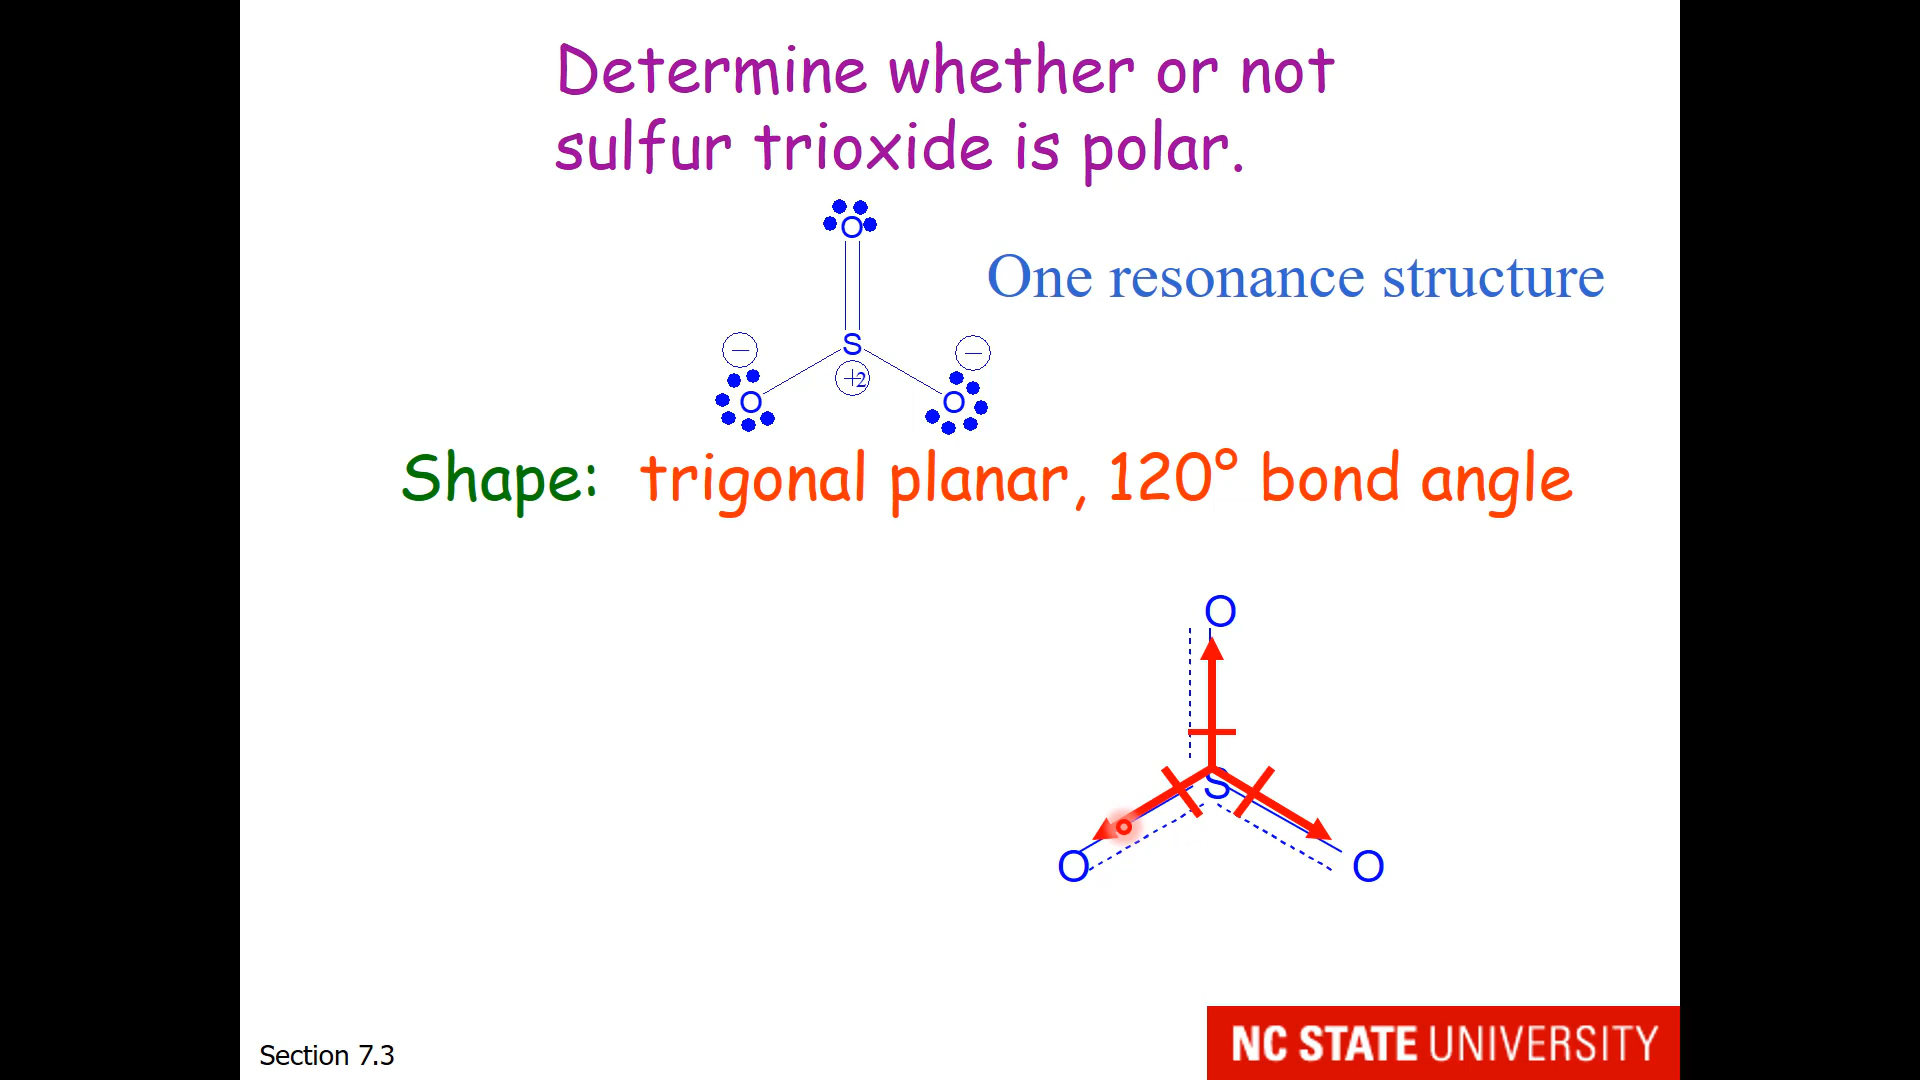 Determine whether or not
sulfur trioxide is polar.
O
One resonance structure
− S −
+2
O O
Shape: trigonal planar, 120° bond angle
O
S
O O
Section 7.3
NC STATE UNIVERSITY